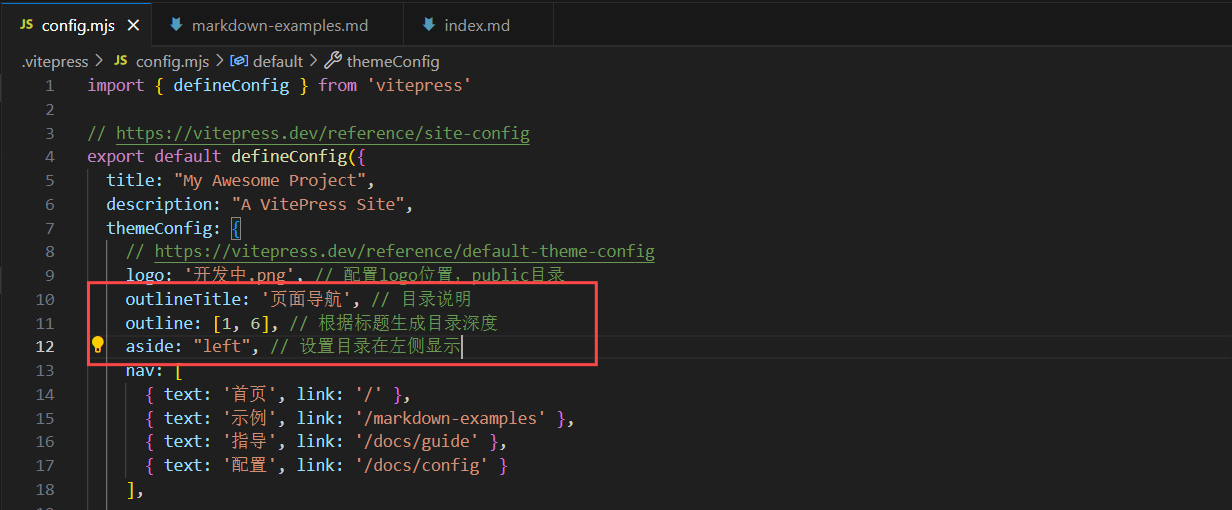 JS config.mjs × markdown-examples.md index.md
.vitepress > JS config.mjs > default > themeConfig
1 import { defineConfig } from 'vitepress'
2
3 // https://vitepress.dev/reference/site-config
4 export default defineConfig({
5 title: "My Awesome Project",
6 description: "A VitePress Site",
7 themeConfig: {
8 // https://vitepress.dev/reference/default-theme-config
9 logo: '开发中.png', // 配置logo位置，public目录
10 outlineTitle: '页面导航', // 目录说明
11 outline: [1, 6], // 根据标题生成目录深度
12 aside: "left", // 设置目录在左侧显示
13 nav: [
14 { text: '首页', link: '/' },
15 { text: '示例', link: '/markdown-examples' },
16 { text: '指导', link: '/docs/guide' },
17 { text: '配置', link: '/docs/config' }
18 ],